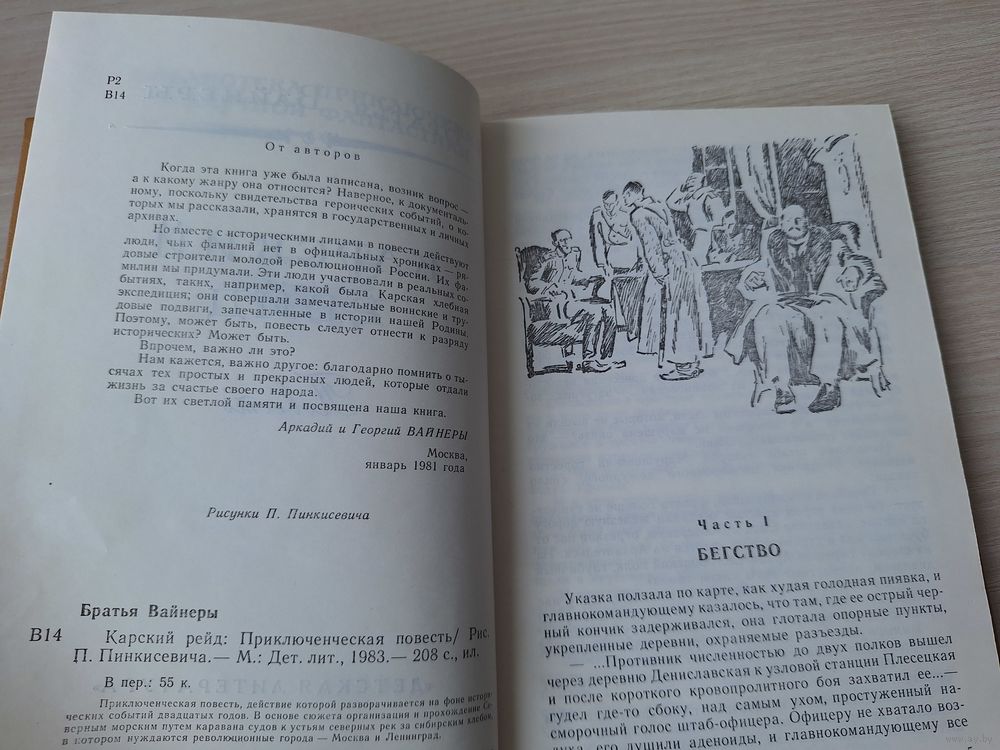 Р2
В14
От авторов
Когда эта книга уже была написана, возник вопрос —
а к какому жанру она относится? Наверное, к документаль-
ному, поскольку свидетельства героических событий, о ко-
торых мы рассказали, хранятся в государственных и личных
архивах.
Но вместе с историческими лицами в повести действуют
люди, чьих фамилий нет в официальных хрониках — ря-
довые строители молодой революционной России. Их фа-
милии мы придумали. Эти люди участвовали в реальных со-
бытиях, таких, например, какой была Карская хлебная
экспедиция; они совершали замечательные воинские и тру-
довые подвиги, запечатленные в истории нашей Родины.
Поэтому, может быть, повесть следует отнести к разряду
исторических? Может быть.
Впрочем, важно ли это?
Нам кажется, важно другое: благодарно помнить о ты-
сячах тех простых и прекрасных людей, которые отдали
жизнь за счастье своего народа.
Вот их светлой памяти и посвящена наша книга.
Аркадий и Георгий ВАЙНЕРЫ
Москва,
январь 1981 года
Рисунки П. Пинкисевича
Братья Вайнеры
В14 Карский рейд: Приключенческая повесть/ Рис.
П. Пинкисевича.— М.: Дет. лит., 1983.— 208 с., ил.
В пер.: 55 к.
Приключенческая повесть, действие которой разворачивается на фоне истори-
ческих событий двадцатых годов. В основе сюжета организация и прохождение Се-
верным морским путем каравана судов к устьям северных рек за сибирским хлебом,
в котором нуждаются революционные города — Москва и Ленинград.
Часть I
БЕГСТВО
Указка ползала по карте, как худая голодная пиявка, и
главнокомандующему казалось, что там, где ее острый чер-
ный кончик задерживался, она глотала опорные пункты,
укрепленные деревни, охраняемые разъезды.
— ...Противник численностью до двух полков вышел
через деревню Дениславская к узловой станции Плесецкая
и после короткого кровопролитного боя захватил ее...—
гудел где-то сбоку, над самым ухом, простуженный на-
сморочный голос штаб-офицера. Офицеру не хватало воз-
духа, его душили аденоиды, и главнокомандующему все
5
www.ay.by